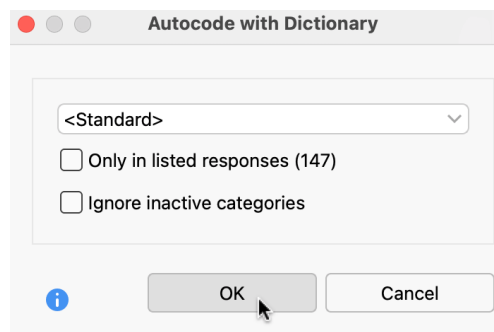 Autocode with Dictionary
<Standard>
Only in listed responses (147)
Ignore inactive categories
OK
Cancel